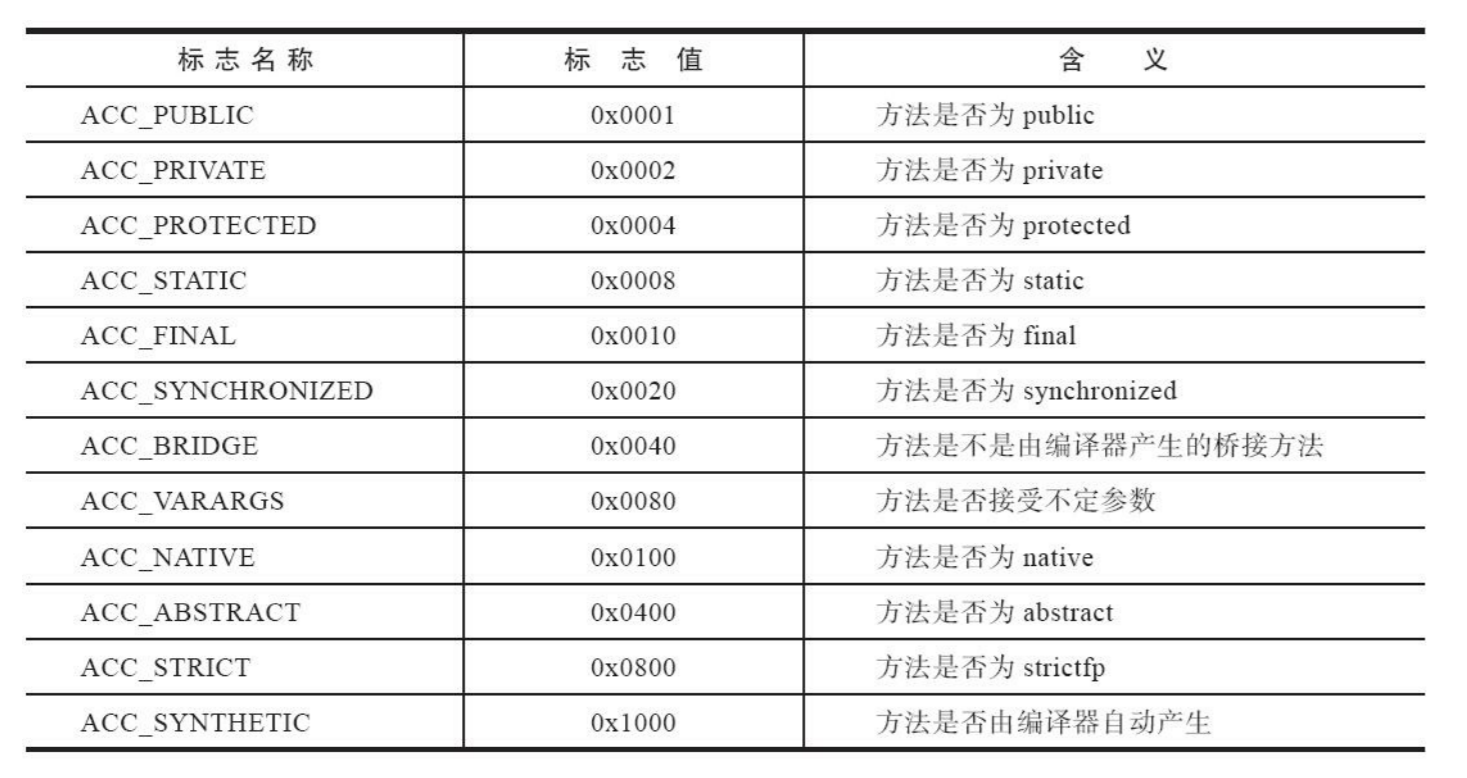 标志名称 标志值 含义
ACC_PUBLIC 0x0001 方法是否为 public
ACC_PRIVATE 0x0002 方法是否为 private
ACC_PROTECTED 0x0004 方法是否为 protected
ACC_STATIC 0x0008 方法是否为 static
ACC_FINAL 0x0010 方法是否为 final
ACC_SYNCHRONIZED 0x0020 方法是否为 synchronized
ACC_BRIDGE 0x0040 方法是不是由编译器产生的桥接方法
ACC_VARARGS 0x0080 方法是否接受不定参数
ACC_NATIVE 0x0100 方法是否为 native
ACC_ABSTRACT 0x0400 方法是否为 abstract
ACC_STRICT 0x0800 方法是否为 strictfp
ACC_SYNTHETIC 0x1000 方法是否由编译器自动产生